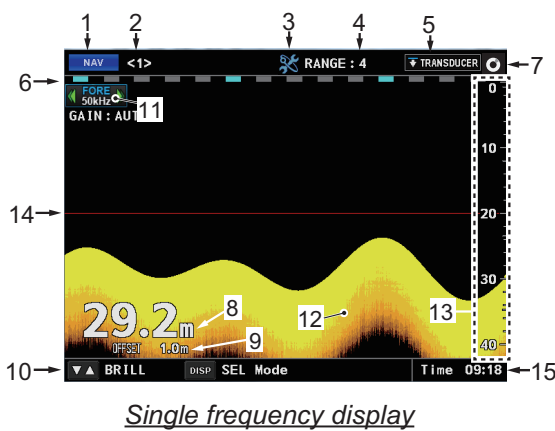 1 2 3 4 5
NAV <1> RANGE : 4 TRANSDUCER
6 7
FORE
50kHz 11
GAIN : AUT
0
10
14 20
30
12 13
29.2m 8
OFFSET 1.0m 9
40
10 ▼▲ BRILL DISP SEL Mode Time 09:18 15
Single frequency display